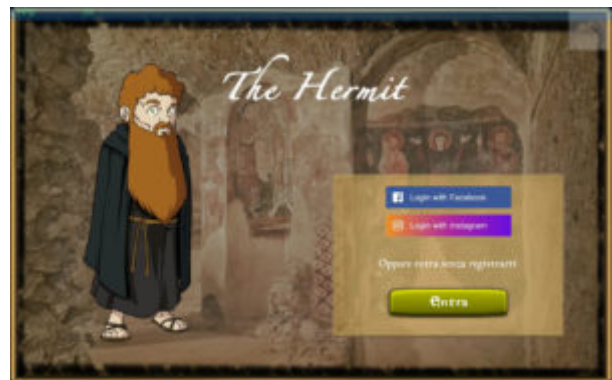 The Hermit
Login with Facebook
Login with Instagram
Oppure entra senza registrarti
Entra